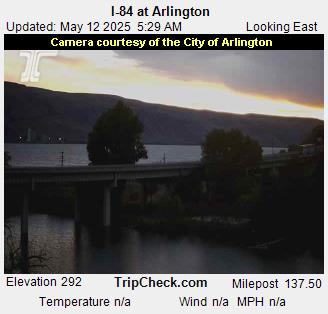 I-84 at Arlington
Updated: May 12 2025 5:29 AM Looking East
Camera courtesy of the City of Arlington
Elevation 292 TripCheck.com Milepost 137.50
Temperature n/a Wind n/a MPH n/a